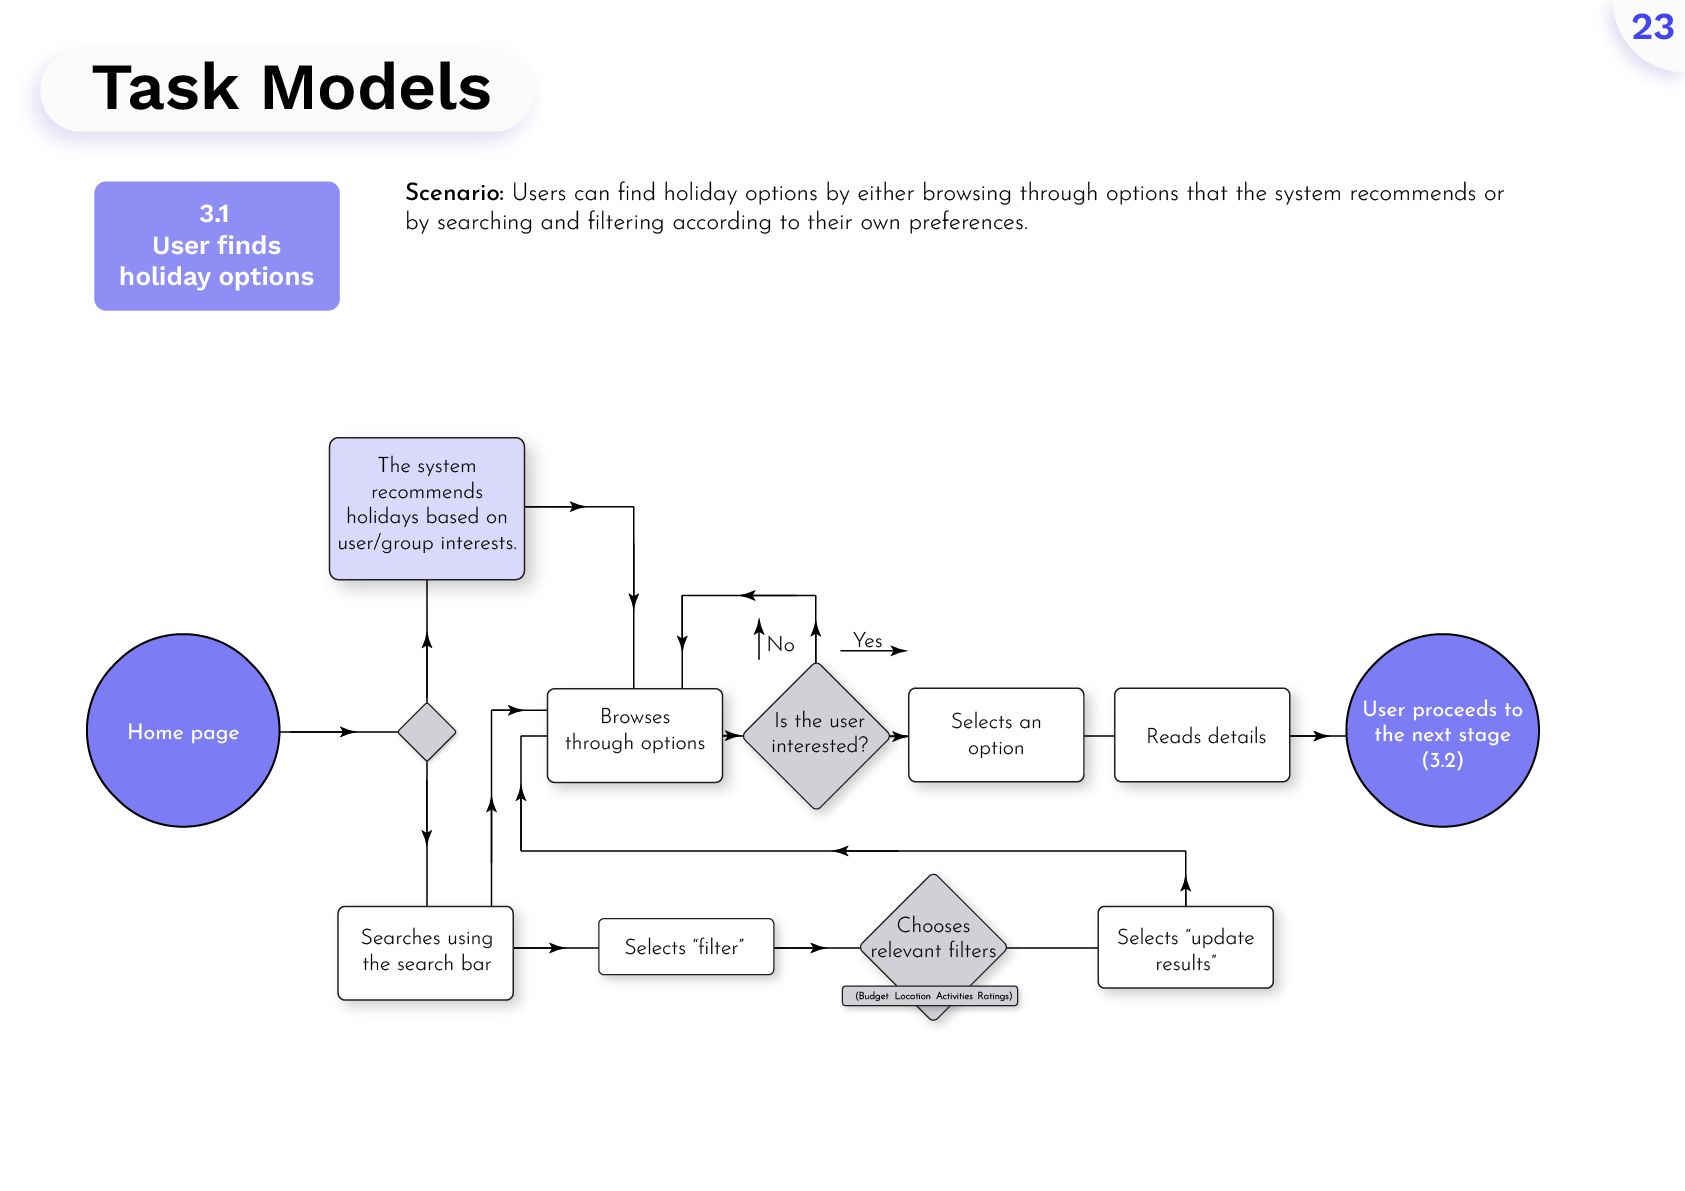 23
Task Models
3.1
User finds
holiday options
Scenario: Users can find holiday options by either browsing through options that the system recommends or
by searching and filtering according to their own preferences.
The system
recommends
holidays based on
user/group interests.
No
Yes
Home page
Browses
through options
Is the user
interested?
Selects an
option
Reads details
User proceeds to
the next stage
(3.2)
Searches using
the search bar
Selects “filter”
Chooses
relevant filters
(Budget Location Activities Ratings)
Selects “update
results”